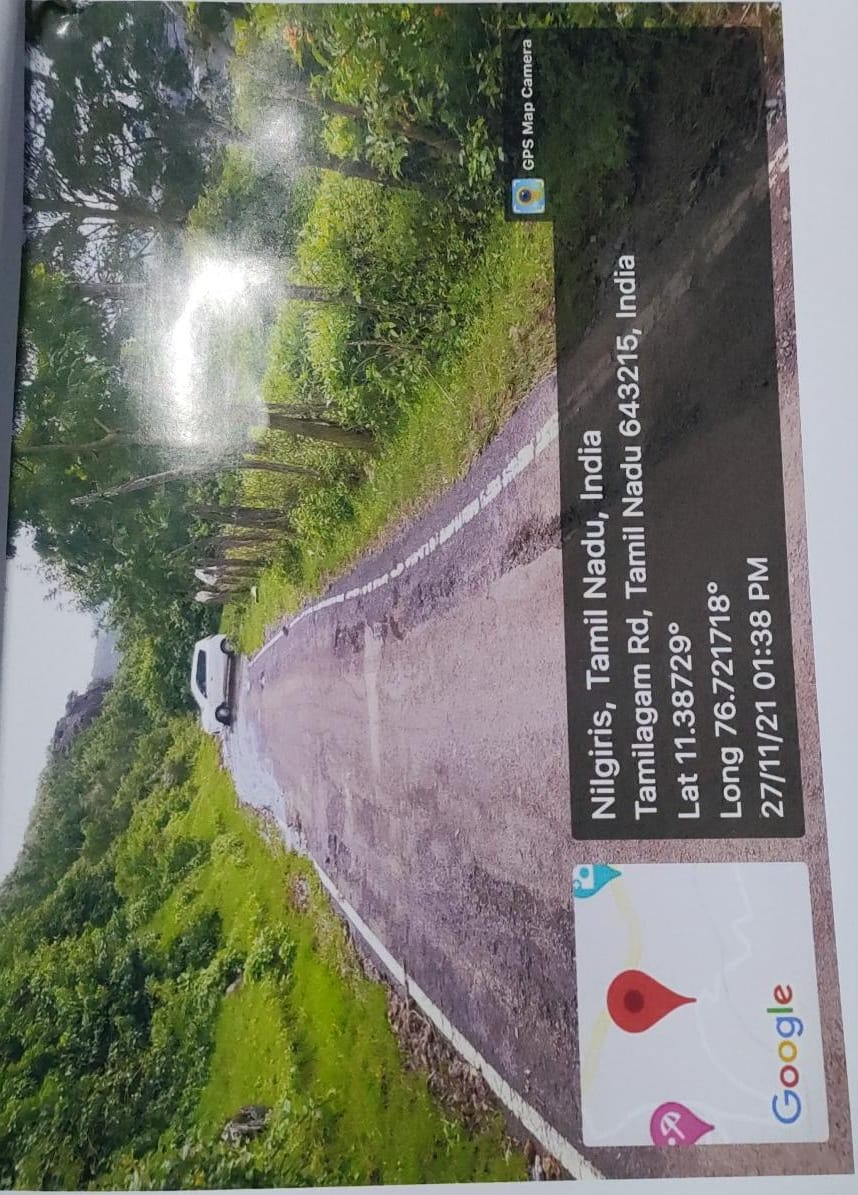 GPS Map Camera
Nilgiris, Tamil Nadu, India
Tamilagam Rd, Tamil Nadu 643215, India
Lat 11.38729°
Long 76.721718°
27/11/21 01:38 PM
Google